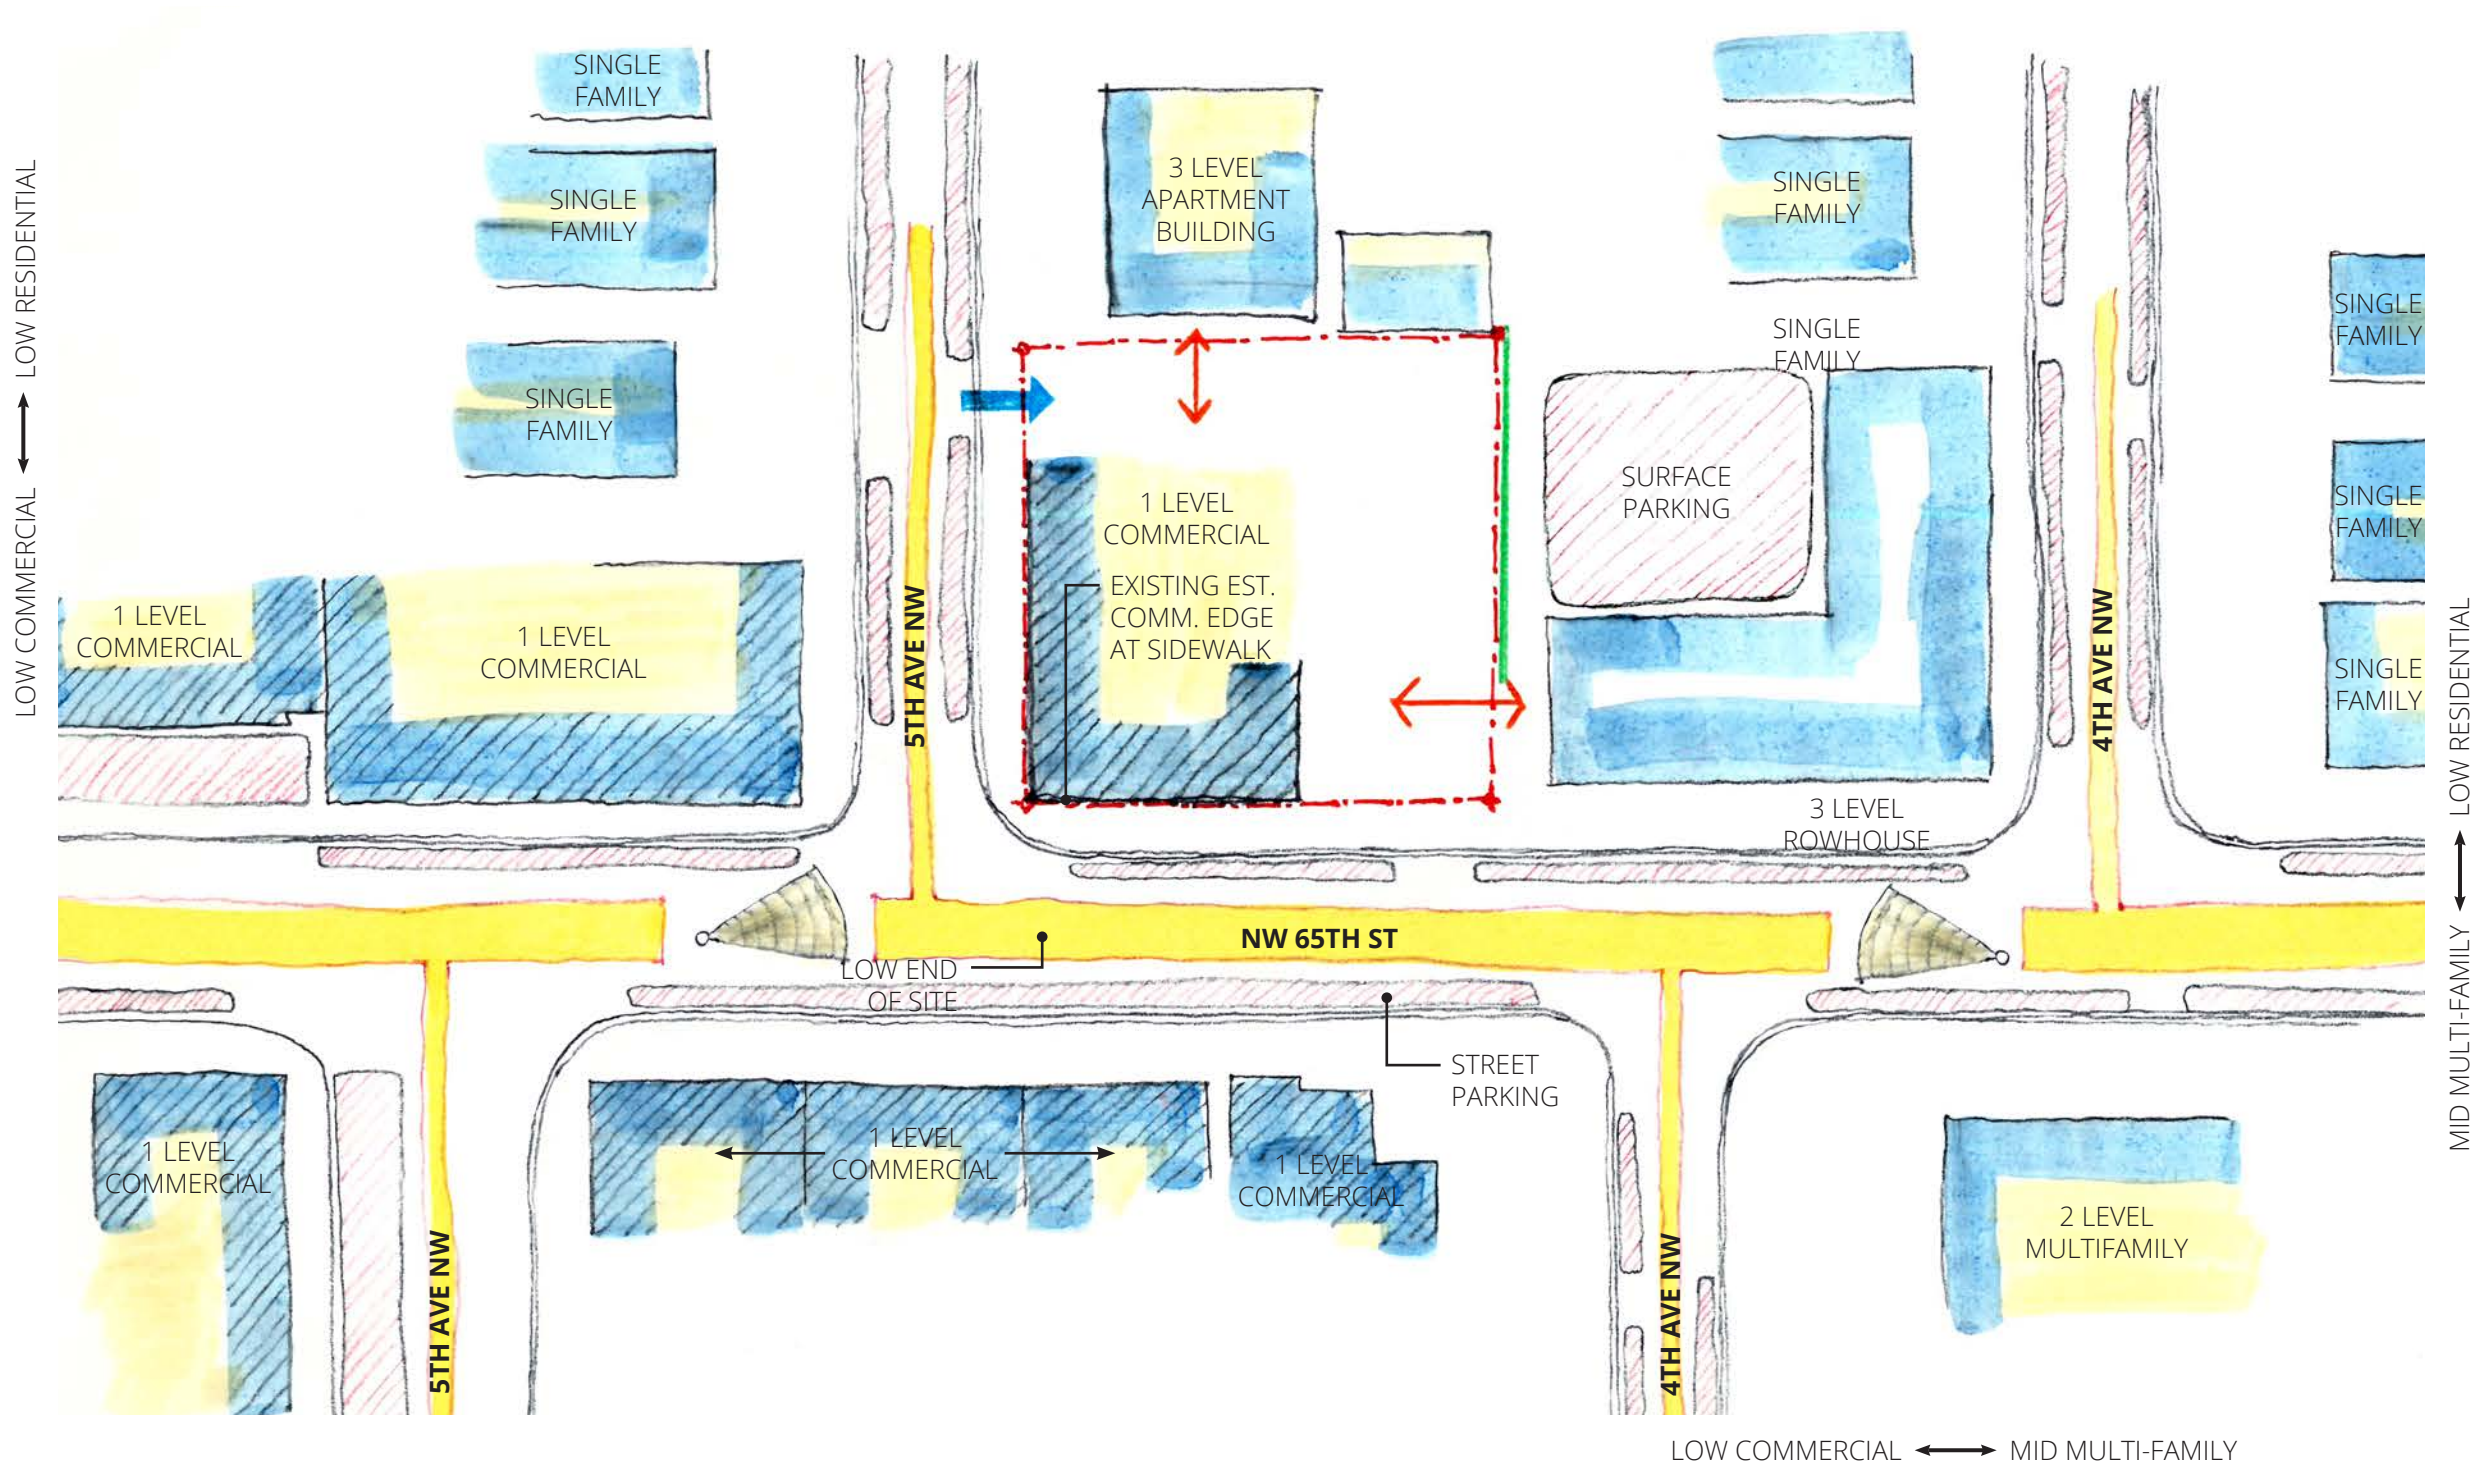 SINGLE
FAMILY
SINGLE
FAMILY
SINGLE
FAMILY
3 LEVEL
APARTMENT
BUILDING
SINGLE
FAMILY
SINGLE
FAMILY
SINGLE
FAMILY
SINGLE
FAMILY
SINGLE
FAMILY
LOW COMMERCIAL
LOW RESIDENTIAL
1 LEVEL
COMMERCIAL
1 LEVEL
COMMERCIAL
5TH AVE NW
1 LEVEL
COMMERCIAL
EXISTING EST.
COMM. EDGE
AT SIDEWALK
SURFACE
PARKING
4TH AVE NW
3 LEVEL
ROWHOUSE
MID MULTI-FAMILY
LOW RESIDENTIAL
NW 65TH ST
LOW END
OF SITE
STREET
PARKING
1 LEVEL
COMMERCIAL
5TH AVE NW
1 LEVEL
COMMERCIAL
1 LEVEL
COMMERCIAL
4TH AVE NW
2 LEVEL
MULTIFAMILY
LOW COMMERCIAL
MID MULTI-FAMILY